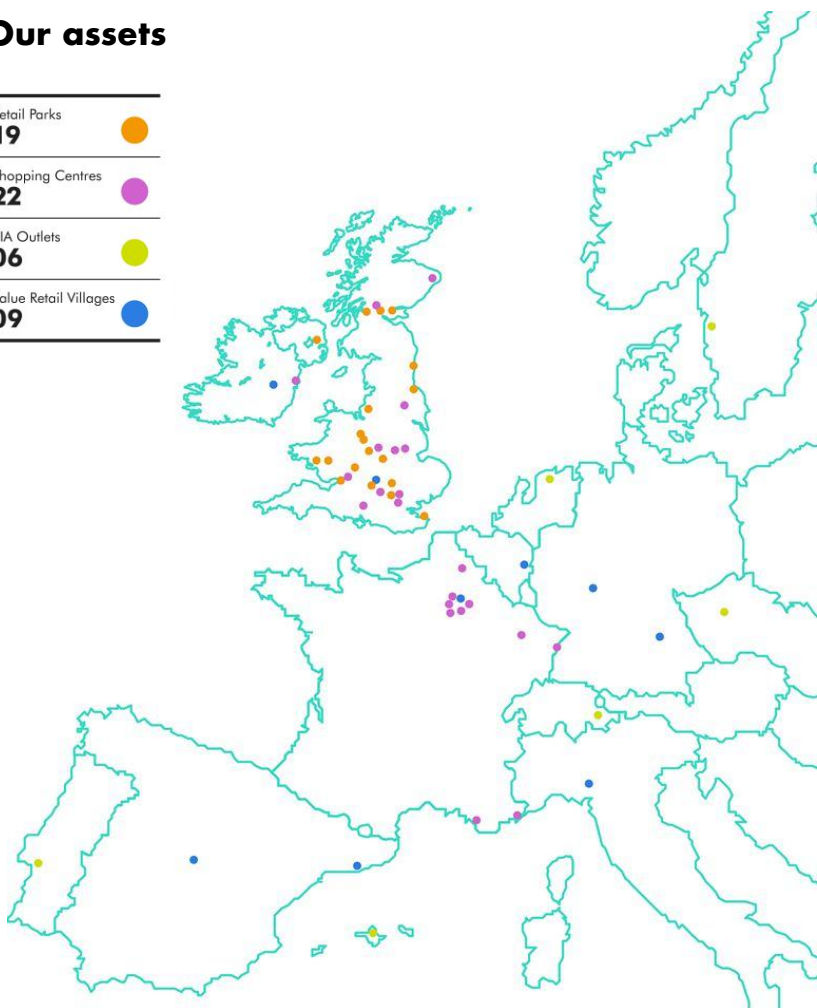 Our assets
etail Parks
19
hopping Centres
22
IA Outlets
06
alue Retail Villages
09